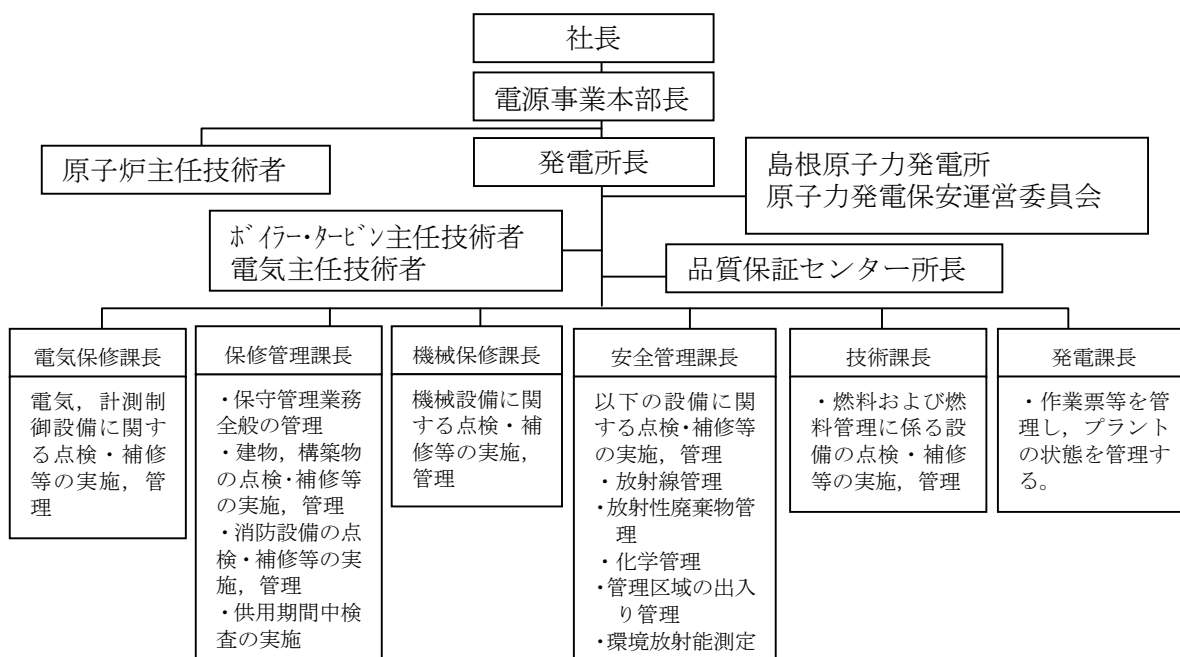 社長
電源事業本部長
原子炉主任技術者
発電所長
島根原子力発電所
原子力発電保安運営委員会
ﾎﾞｲﾗｰ・ﾀｰﾋﾞﾝ主任技術者
電気主任技術者
品質保証センター所長
電気保修課長
電気，計測制
御設備に関す
る点検・補修
等の実施，管
理
保修管理課長
・保守管理業務
全般の管理
・建物，構築物
の点検・補修等
の実施，管理
・消防設備の点
検・補修等の実
施，管理
・供用期間中検
査の実施
機械保修課長
機械設備に関
する点検・補
修等の実施，
管理
安全管理課長
以下の設備に関
する点検・補修等
の実施，管理
・放射線管理
・放射性廃棄物管
理
・化学管理
・管理区域の出入
り管理
・環境放射能測定
技術課長
・燃料および燃
料管理に係る設
備の点検・補修
等の実施，管理
発電課長
・作業票等を管
理し，プラント
の状態を管理す
る。